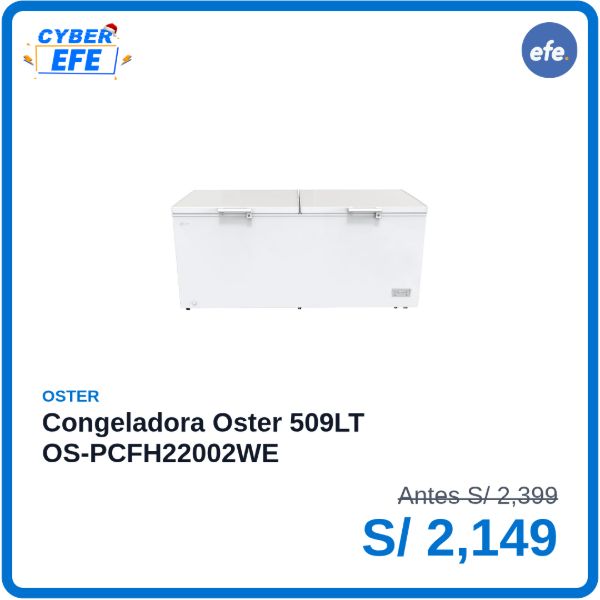 CYBER
EFE
efe.
OSTER
Congeladora Oster 509LT
OS-PCFH22002WE
Antes S/ 2,399
S/ 2,149